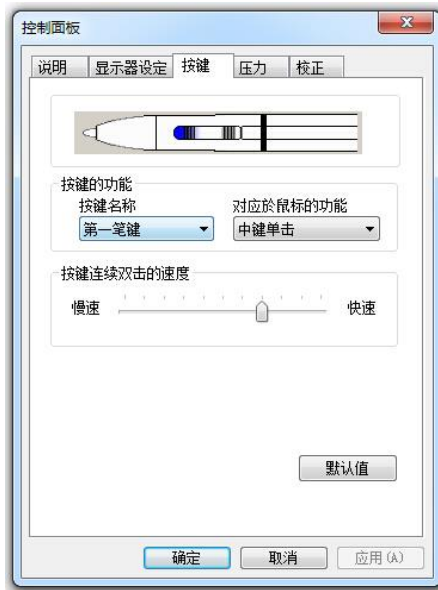 控制面板
说明 显示器设定 按键 压力 校正
按键的功能
按键名称 对应於鼠标的功能
第一笔键 中键单击
按键连续双击的速度
慢速 快速
默认值
确定 取消 应用(A)